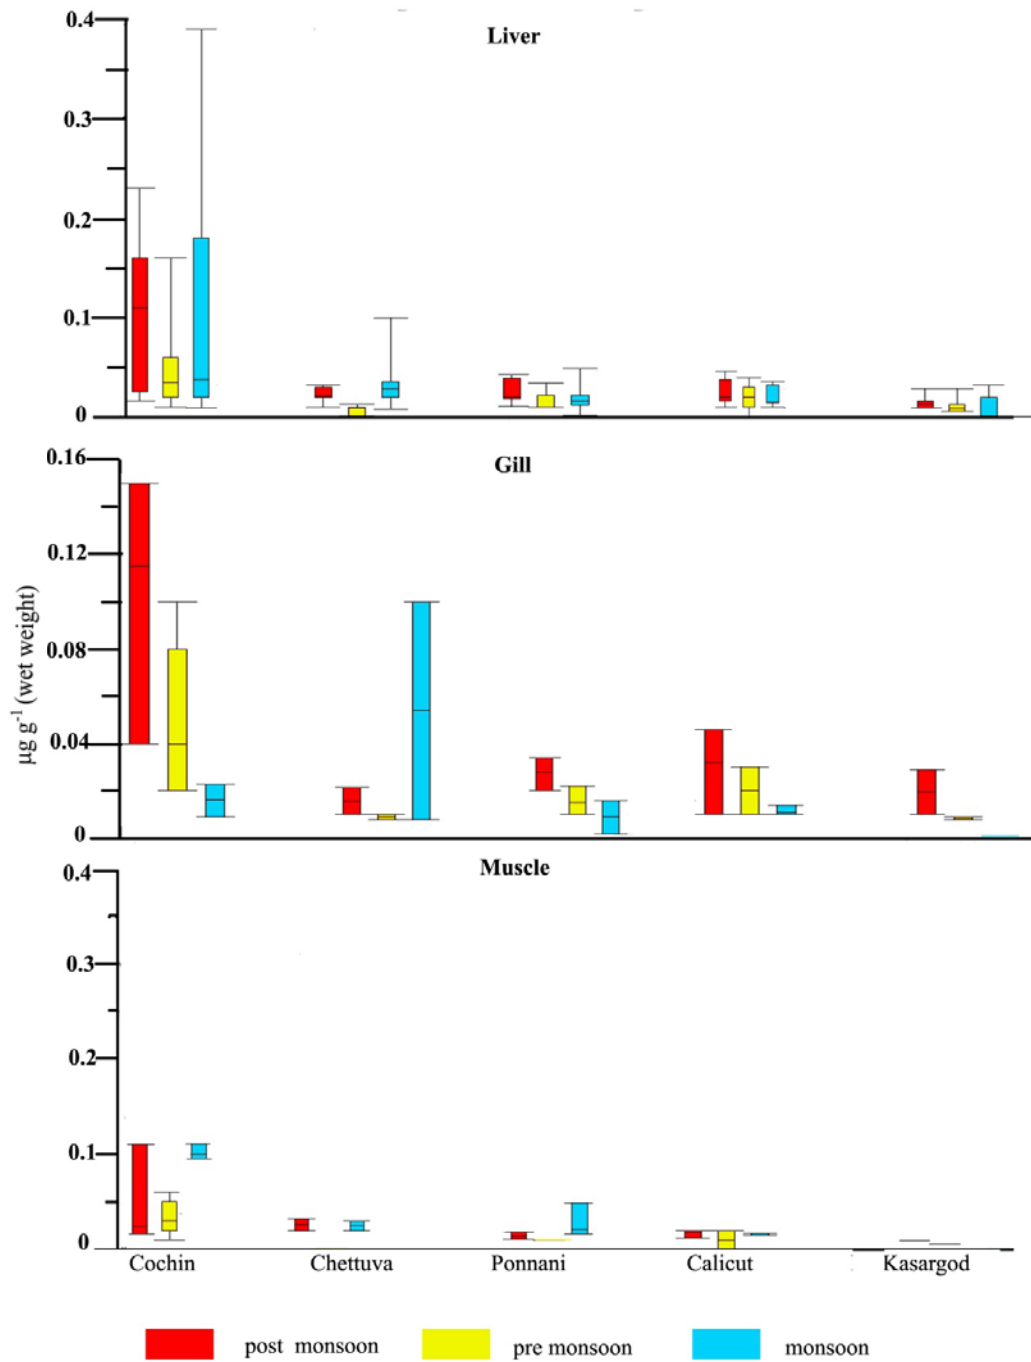 Liver
0.4
0.3
0.2
0.1
0
Gill
0.16
0.12
0.08
0.04
0
µg g-1 (wet weight)
Muscle
0.4
0.3
0.2
0.1
0
Cochin Chettuva Ponnani Calicut Kasargod
post monsoon pre monsoon monsoon